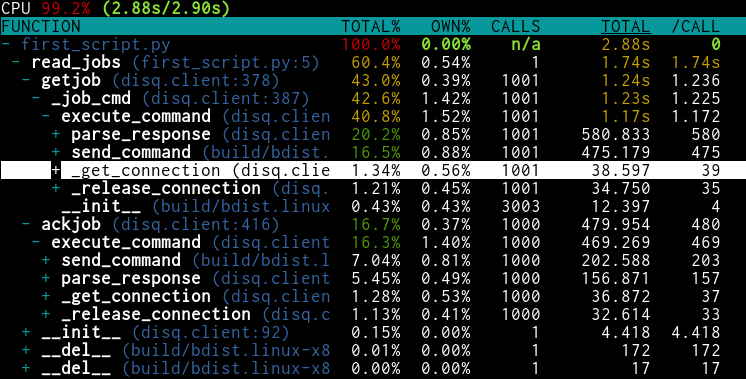 CPU 99.2% (2.88s/2.90s)
FUNCTION TOTAL% OWN% CALLS TOTAL /CALL
- first_script.py 100.0% 0.00% n/a 2.88s 0
- read_jobs (first_script.py:5) 60.4% 0.54% 1 1.74s 1.74s
- getjob (disq.client:378) 43.0% 0.39% 1001 1.24s 1.236
- _job_cmd (disq.client:387) 42.6% 1.42% 1001 1.23s 1.225
- execute_command (disq.clien 40.8% 1.52% 1001 1.17s 1.172
+ parse_response (disq.client 20.2% 0.85% 1001 580.833 580
+ send_command (build/bdist. 16.5% 0.88% 1001 475.179 475
+ _get_connection (disq.clie 1.34% 0.56% 1001 38.597 39
+ _release_connection (disq. 1.21% 0.45% 1001 34.750 35
__init__ (build/bdist.linux 0.43% 0.43% 3003 12.397 4
- ackjob (disq.client:416) 16.7% 0.37% 1000 479.954 480
- execute_command (disq.client 16.3% 1.40% 1000 469.269 469
+ send_command (build/bdist.l 7.04% 0.81% 1000 202.588 203
+ parse_response (disq.client 5.45% 0.49% 1000 156.871 157
+ _get_connection (disq.client 1.28% 0.53% 1000 36.872 37
+ _release_connection (disq.c 1.13% 0.41% 1000 32.614 33
+ __init__ (disq.client:92) 0.15% 0.00% 1 4.418 4.418
+ __del__ (build/bdist.linux-x8 0.01% 0.00% 1 172 172
+ __del__ (build/bdist.linux-x8 0.00% 0.00% 1 17 17